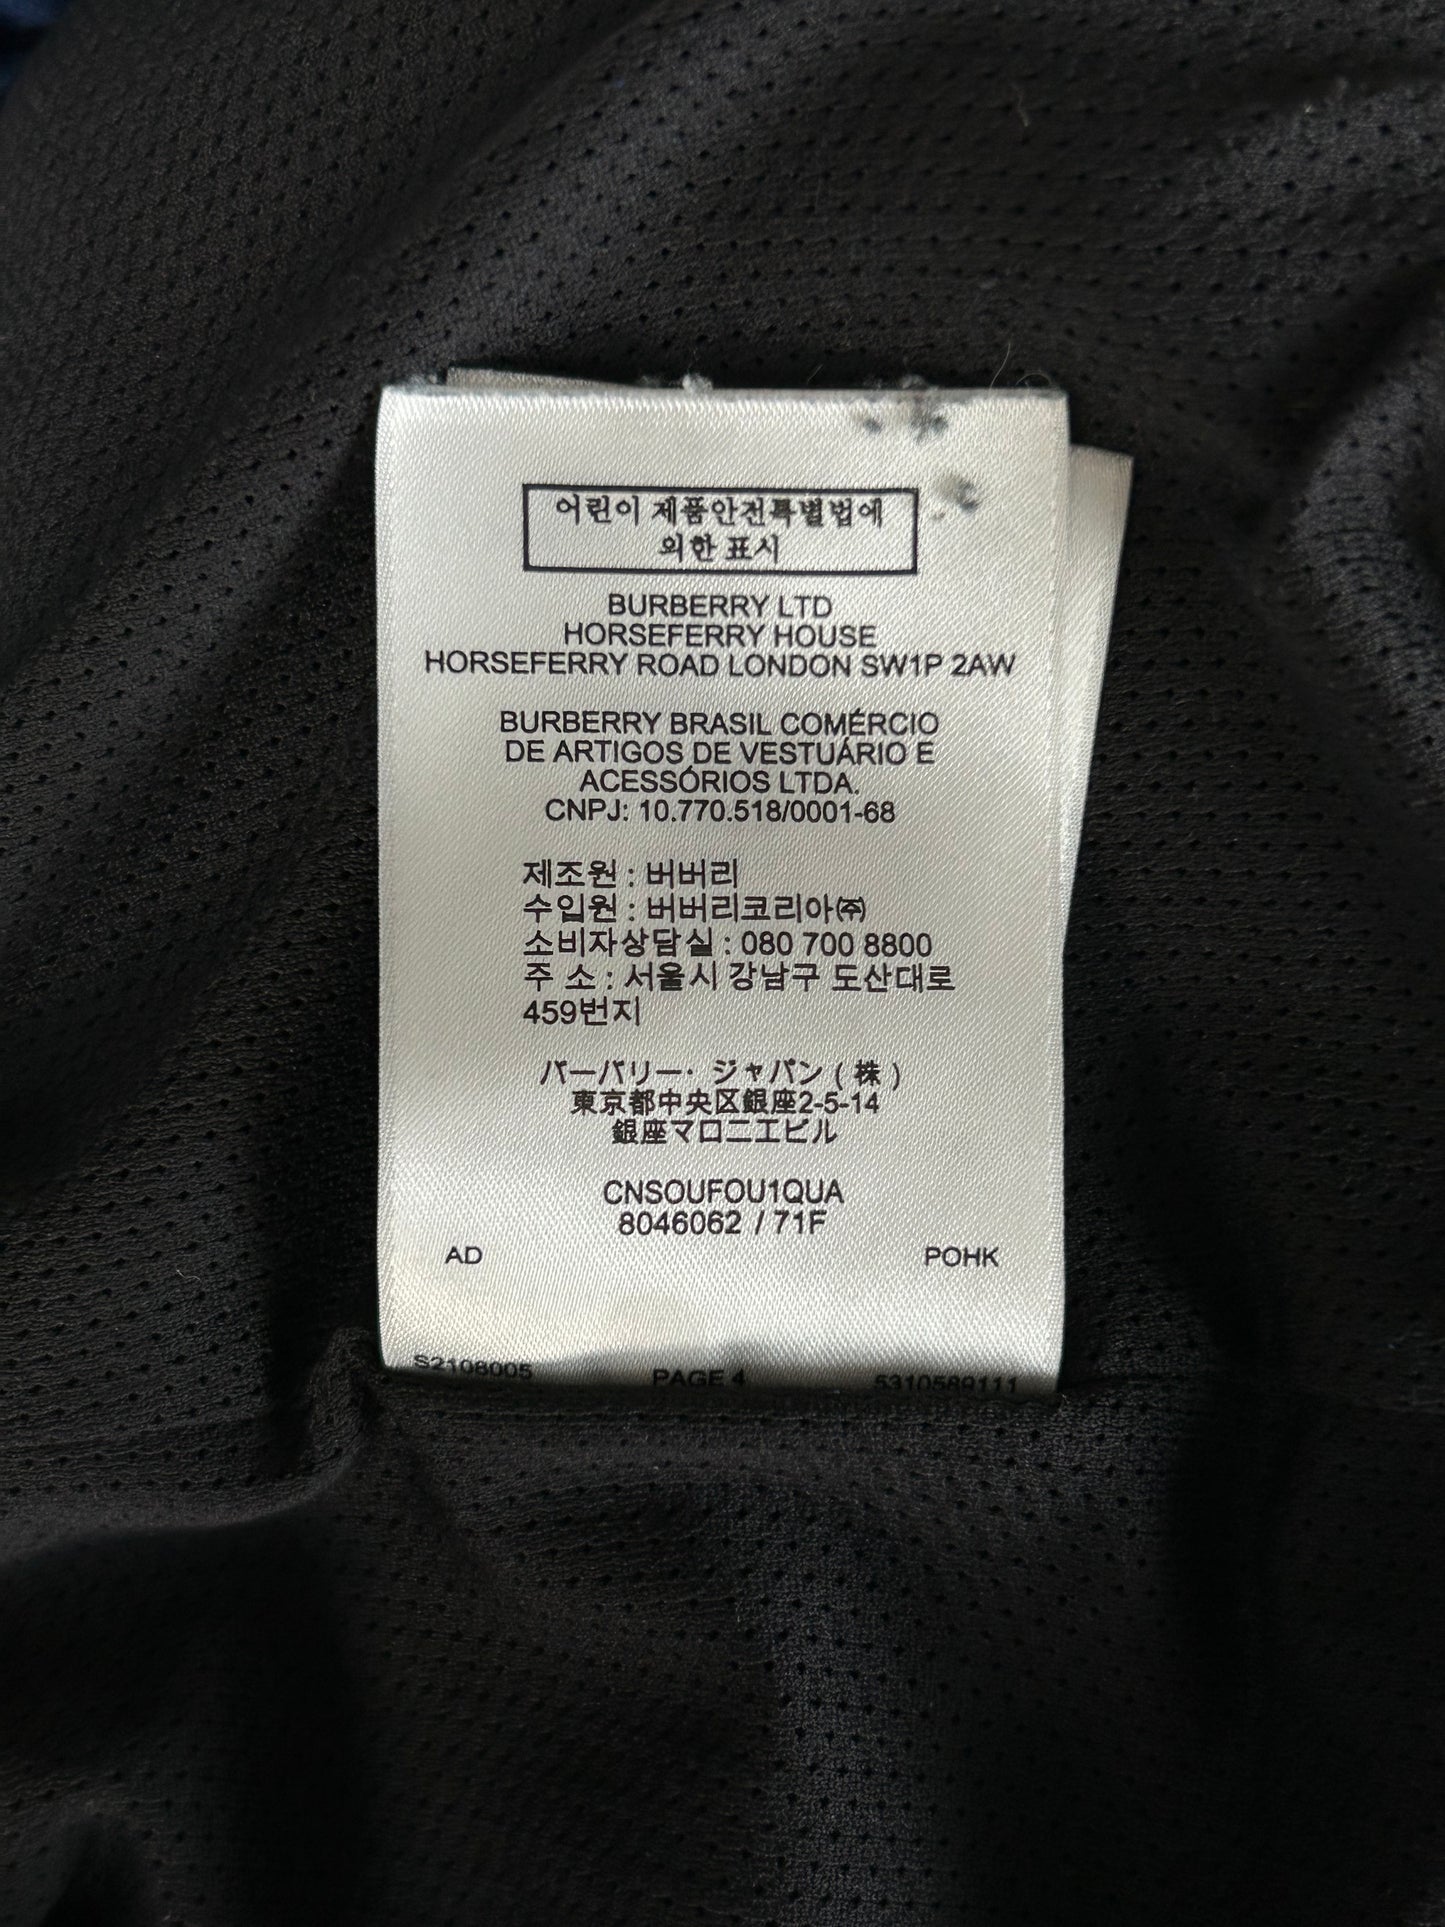 어린이 제품안전특별법에
의한 표시
BURBERRY LTD
HORSEFERRY HOUSE
HORSEFERRY ROAD LONDON SW1P 2AW
BURBERRY BRASIL COMÉRCIO
DE ARTIGOS DE VESTUÁRIO E
ACESSÓRIOS LTDA.
CNPJ: 10.770.518/0001-68
제조원 : 버버리
수입원 : 버버리코리아㈜
소비자상담실 : 080 700 8800
주 소 : 서울시 강남구 도산대로
459번지
バーバリー・ジャパン ( 株 )
東京都中央区銀座2-5-14
銀座マロニエビル
CNSOUFOU1QUA
8046062 / 71F
AD POHK
S2108005 PAGE 4 5310589111